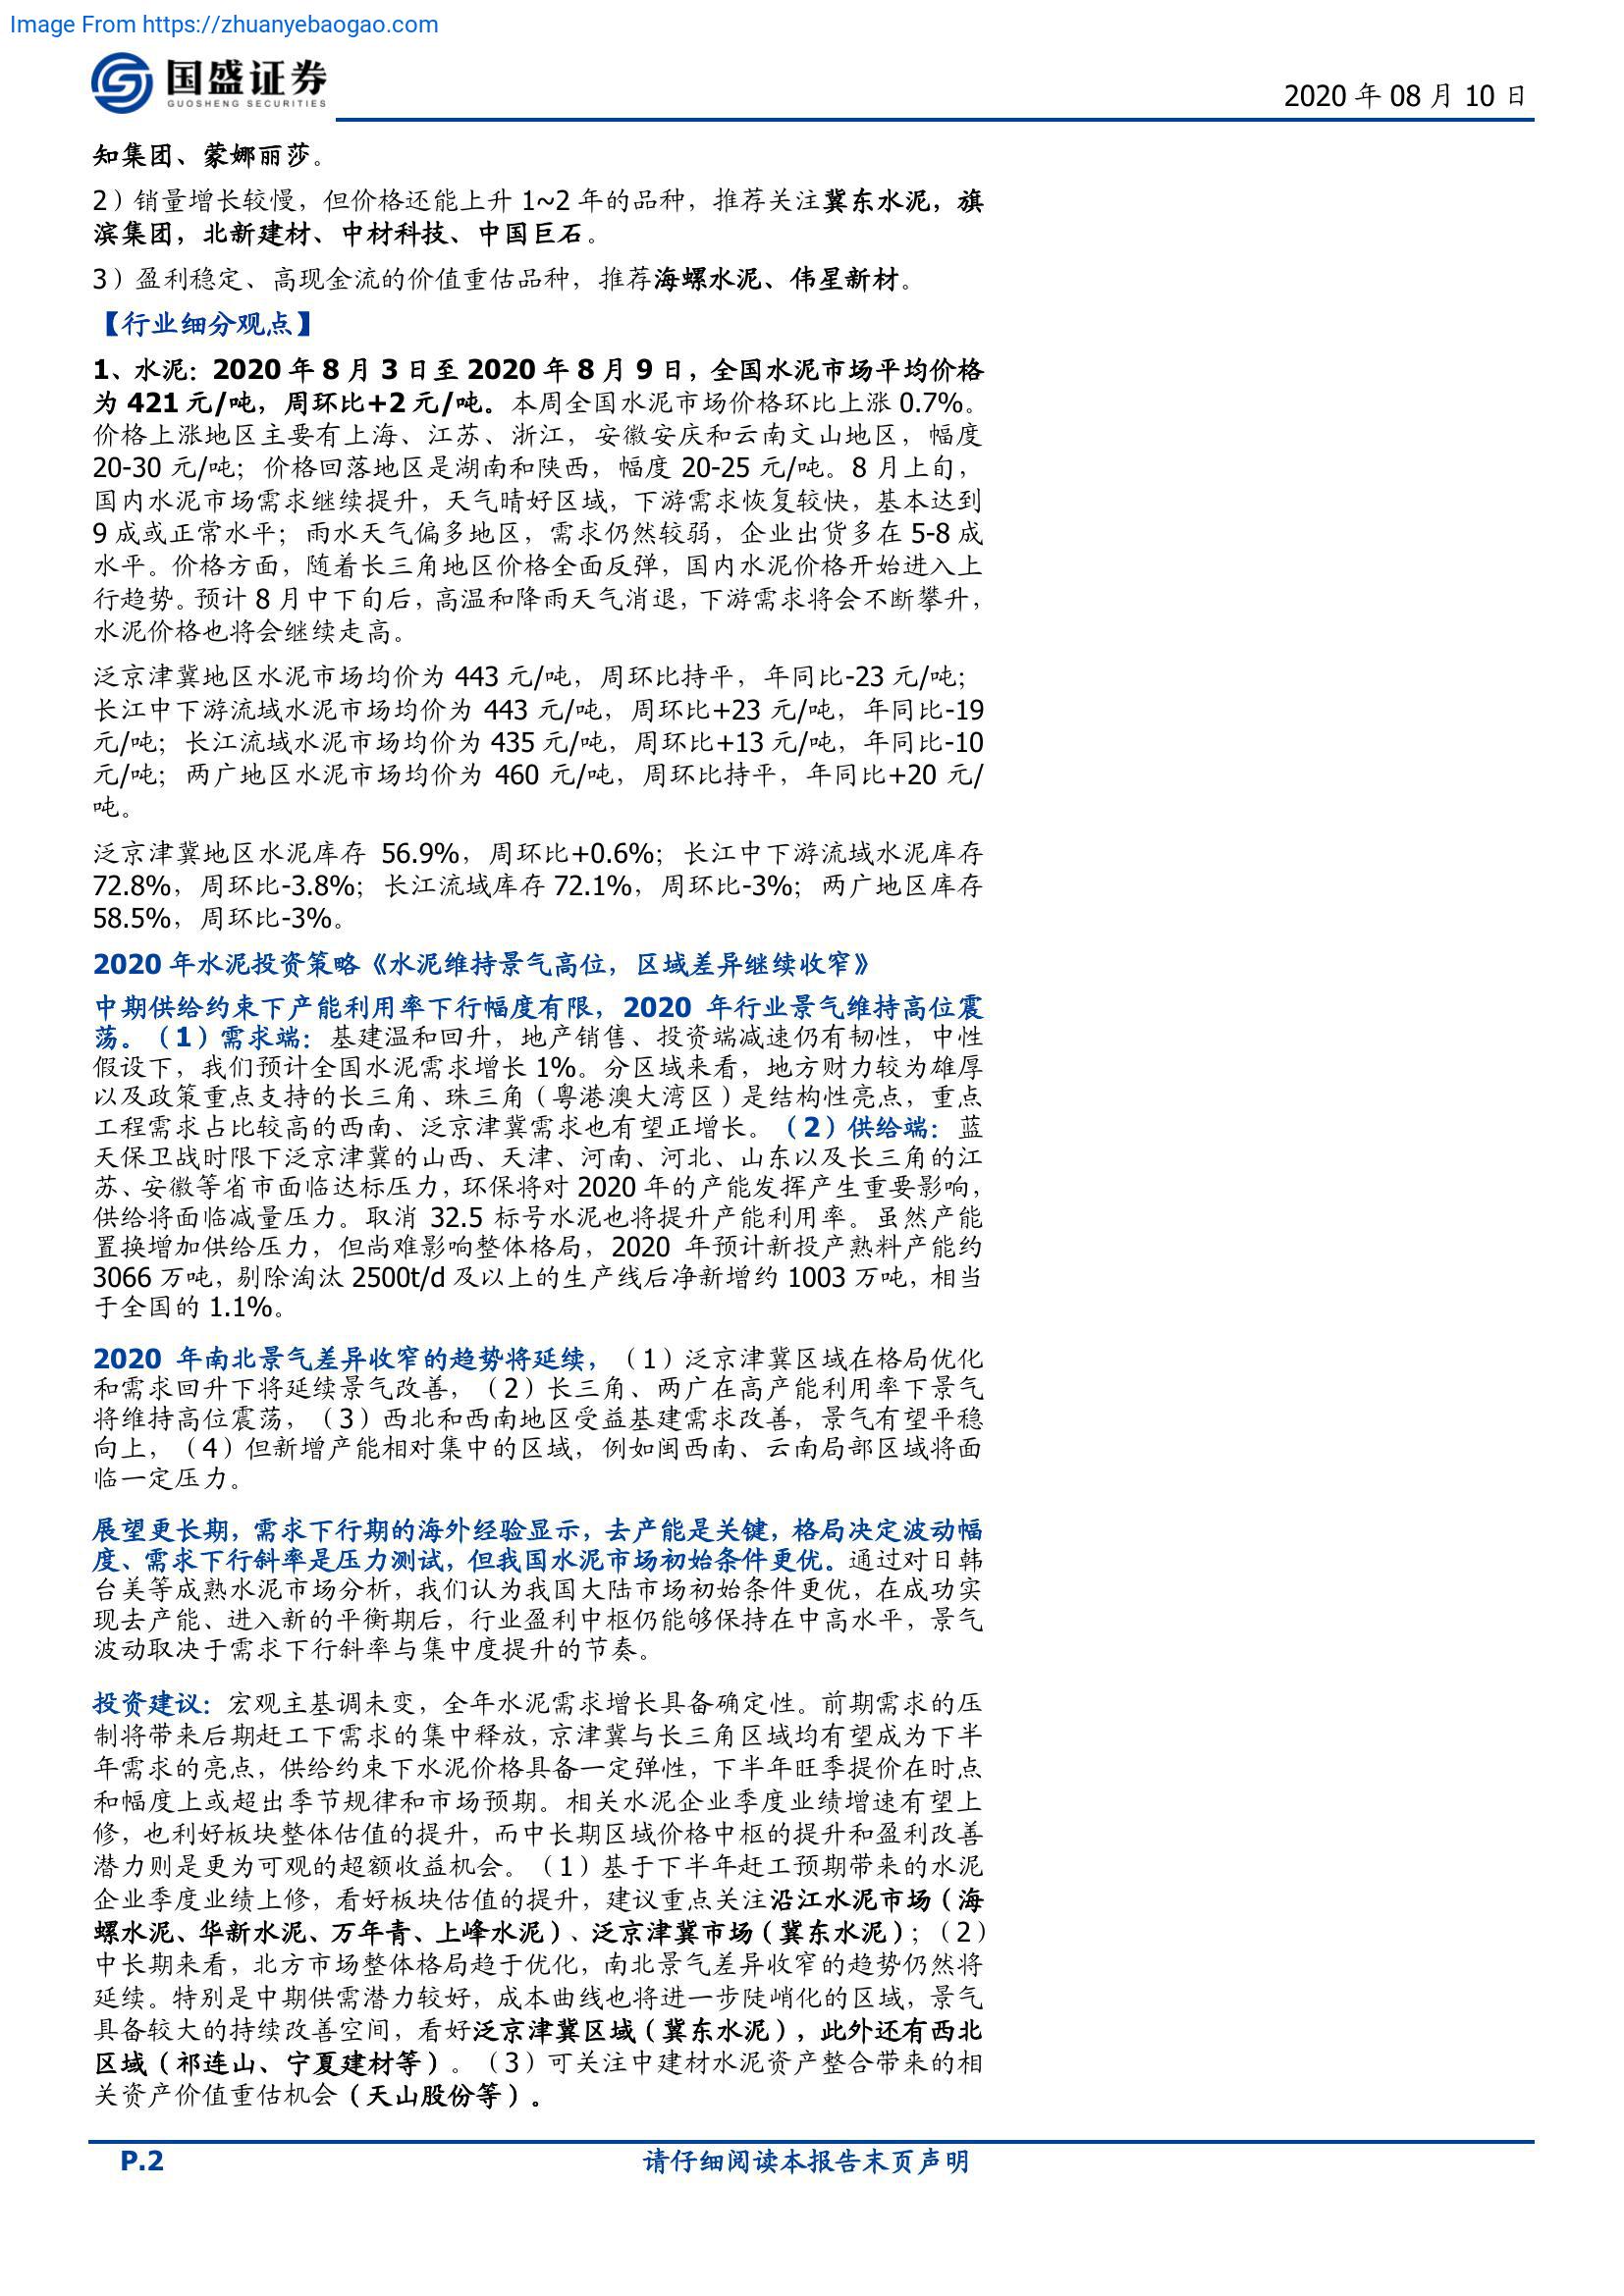 Image From https://zhuanyebaogao.com
国盛证券
GUOSHENG SECURITIES
2020 年 08 月 10 日
知集团、蒙娜丽莎。
2）销量增长较慢，但价格还能上升 1~2 年的品种，推荐关注冀东水泥，旗
滨集团，北新建材、中材科技、中国巨石。
3）盈利稳定、高现金流的价值重估品种，推荐海螺水泥、伟星新材。
【行业细分观点】
1、水泥：2020 年 8 月 3 日至 2020 年 8 月 9 日，全国水泥市场平均价格
为 421 元/吨，周环比+2 元/吨。本周全国水泥市场价格环比上涨 0.7%。
价格上涨地区主要有上海、江苏、浙江，安徽安庆和云南文山地区，幅度
20-30 元/吨；价格回落地区是湖南和陕西，幅度 20-25 元/吨。8 月上旬，
国内水泥市场需求继续提升，天气晴好区域，下游需求恢复较快，基本达到
9 成或正常水平；雨水天气偏多地区，需求仍然较弱，企业出货多在 5-8 成
水平。价格方面，随着长三角地区价格全面反弹，国内水泥价格开始进入上
行趋势。预计 8 月中下旬后，高温和降雨天气消退，下游需求将会不断攀升，
水泥价格也将会继续走高。
泛京津冀地区水泥市场均价为 443 元/吨，周环比持平，年同比-23 元/吨；
长江中下游流域水泥市场均价为 443 元/吨，周环比+23 元/吨，年同比-19
元/吨；长江流域水泥市场均价为 435 元/吨，周环比+13 元/吨，年同比-10
元/吨；两广地区水泥市场均价为 460 元/吨，周环比持平，年同比+20 元/
吨。
泛京津冀地区水泥库存 56.9%，周环比+0.6%；长江中下游流域水泥库存
72.8%，周环比-3.8%；长江流域库存 72.1%，周环比-3%；两广地区库存
58.5%，周环比-3%。
2020 年水泥投资策略《水泥维持景气高位，区域差异继续收窄》
中期供给约束下产能利用率下行幅度有限，2020 年行业景气维持高位震
荡。（1）需求端：基建温和回升，地产销售、投资端减速仍有韧性，中性
假设下，我们预计全国水泥需求增长 1%。分区域来看，地方财力较为雄厚
以及政策重点支持的长三角、珠三角（粤港澳大湾区）是结构性亮点，重点
工程需求占比较高的西南、泛京津冀需求也有望正增长。（2）供给端：蓝
天保卫战时限下泛京津冀的山西、天津、河南、河北、山东以及长三角的江
苏、安徽等省市面临达标压力，环保将对 2020 年的产能发挥产生重要影响，
供给将面临减量压力。取消 32.5 标号水泥也将提升产能利用率。虽然产能
置换增加供给压力，但尚难影响整体格局，2020 年预计新投产熟料产能约
3066 万吨，剔除淘汰 2500t/d 及以上的生产线后净新增约 1003 万吨，相当
于全国的 1.1%。
2020 年南北景气差异收窄的趋势将延续，（1）泛京津冀区域在格局优化
和需求回升下将延续景气改善，（2）长三角、两广在高产能利用率下景气
将维持高位震荡，（3）西北和西南地区受益基建需求改善，景气有望平稳
向上，（4）但新增产能相对集中的区域，例如闽西南、云南局部区域将面
临一定压力。
展望更长期，需求下行期的海外经验显示，去产能是关键，格局决定波动幅
度、需求下行斜率是压力测试，但我国水泥市场初始条件更优。通过对日韩
台美等成熟水泥市场分析，我们认为我国大陆市场初始条件更优，在成功实
现去产能、进入新的平衡期后，行业盈利中枢仍能够保持在中高水平，景气
波动取决于需求下行斜率与集中度提升的节奏。
投资建议：宏观主基调未变，全年水泥需求增长具备确定性。前期需求的压
制将带来后期赶工下需求的集中释放，京津冀与长三角区域均有望成为下半
年需求的亮点，供给约束下水泥价格具备一定弹性，下半年旺季提价在时点
和幅度上或超出季节规律和市场预期。相关水泥企业季度业绩增速有望上
修，也利好板块整体估值的提升，而中长期区域价格中枢的提升和盈利改善
潜力则是更为可观的超额收益机会。（1）基于下半年赶工预期带来的水泥
企业季度业绩上修，看好板块估值的提升，建议重点关注沿江水泥市场（海
螺水泥、华新水泥、万年青、上峰水泥）、泛京津冀市场（冀东水泥）；（2）
中长期来看，北方市场整体格局趋于优化，南北景气差异收窄的趋势仍然将
延续。特别是中期供需潜力较好，成本曲线也将进一步陡峭化的区域，景气
具备较大的持续改善空间，看好泛京津冀区域（冀东水泥），此外还有西北
区域（祁连山、宁夏建材等）。（3）可关注中建材水泥资产整合带来的相
关资产价值重估机会（天山股份等）。
P.2
请仔细阅读本报告末页声明